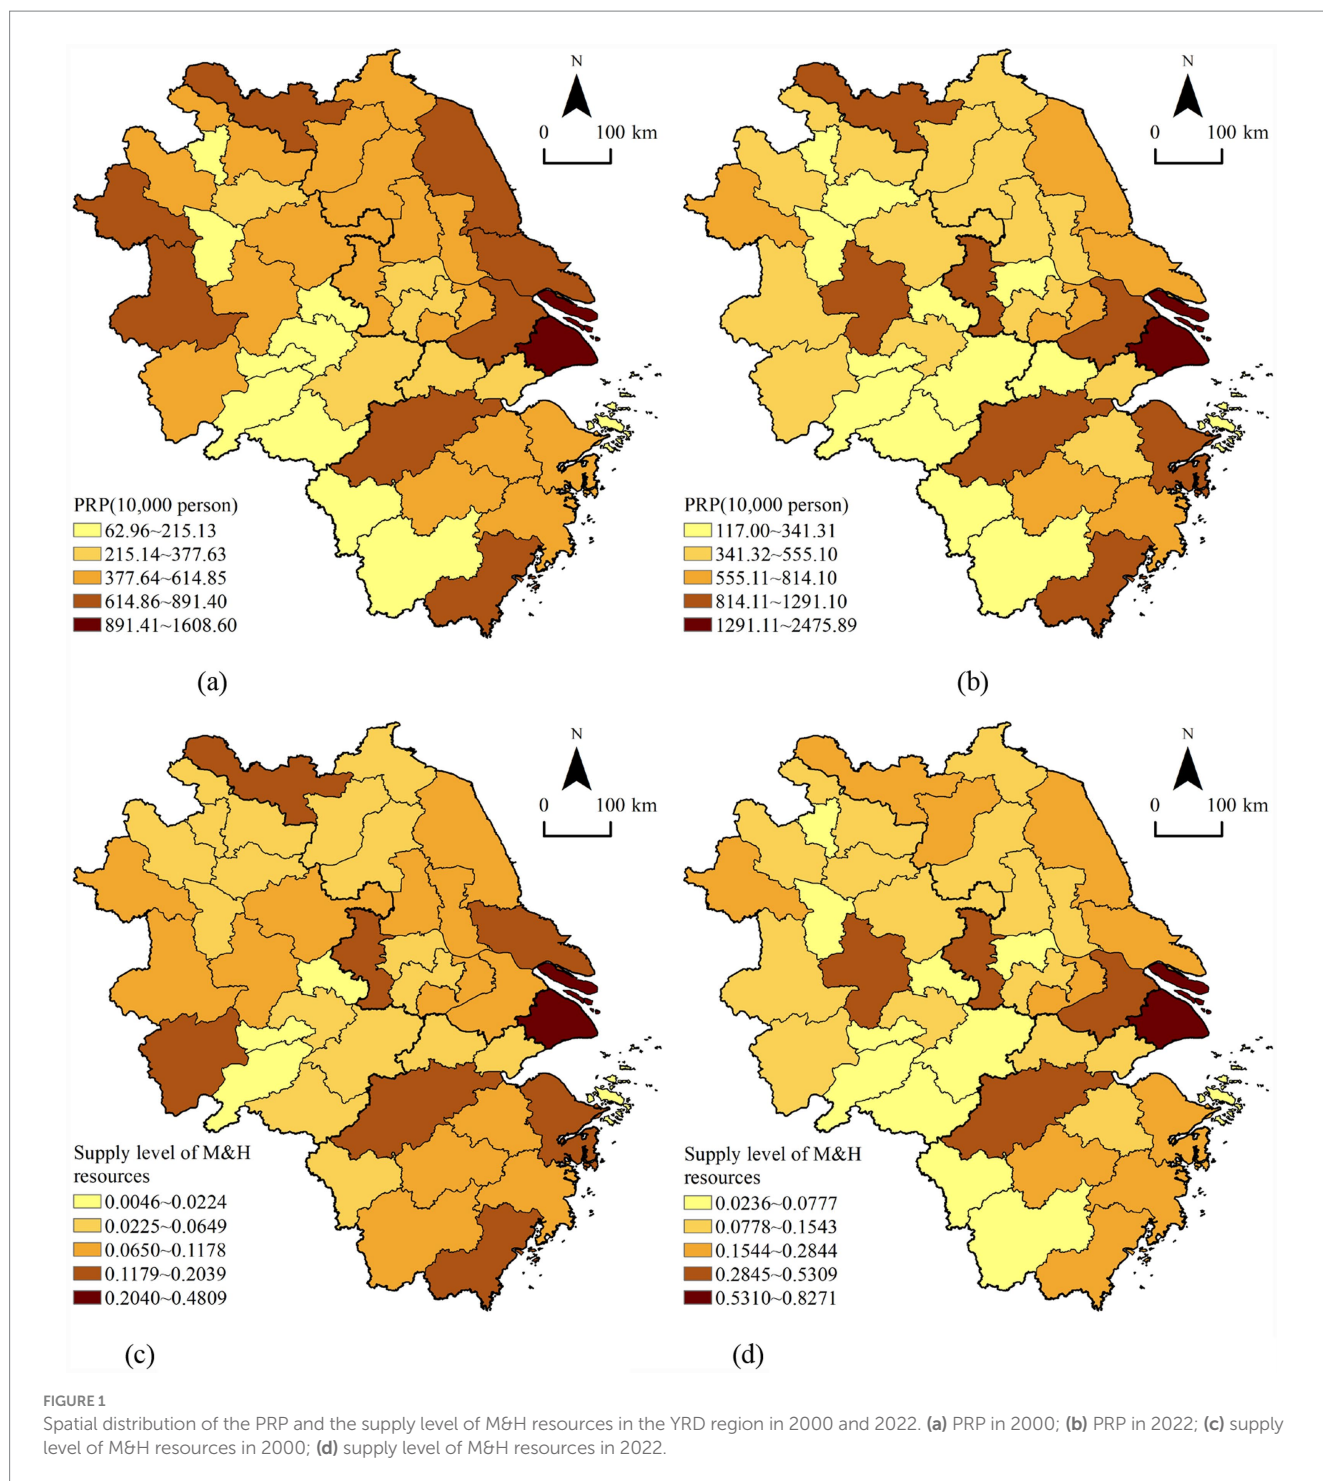 N
0 100 km
PRP(10,000 person)
62.96~215.13
215.14~377.63
377.64~614.85
614.86~891.40
891.41~1608.60
(a)
N
0 100 km
PRP(10,000 person)
117.00~341.31
341.32~555.10
555.11~814.10
814.11~1291.10
1291.11~2475.89
(b)
N
0 100 km
Supply level of M&H
resources
0.0046~0.0224
0.0225~0.0649
0.0650~0.1178
0.1179~0.2039
0.2040~0.4809
(c)
N
0 100 km
Supply level of M&H
resources
0.0236~0.0777
0.0778~0.1543
0.1544~0.2844
0.2845~0.5309
0.5310~0.8271
(d)
FIGURE 1
Spatial distribution of the PRP and the supply level of M&H resources in the YRD region in 2000 and 2022. (a) PRP in 2000; (b) PRP in 2022; (c) supply
level of M&H resources in 2000; (d) supply level of M&H resources in 2022.